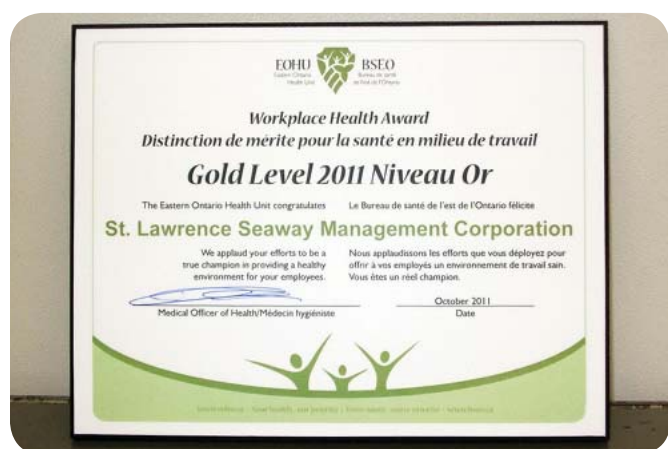 EOHU BSEO
Eastern Ontario Bureau de santé
Health Unit de l'est de l'Ontario
Workplace Health Award
Distinction de mérite pour la santé en milieu de travail
Gold Level 2011 Niveau Or
The Eastern Ontario Health Unit congratulates
Le Bureau de santé de l'est de l'Ontario félicite
St. Lawrence Seaway Management Corporation
We applaud your efforts to be a
true champion in providing a healthy
environment for your employees.
Nous applaudissons les efforts que vous déployez pour
offrir à vos employés un environnement de travail sain.
Vous êtes un réel champion.
October 2011
Medical Officer of Health/Médecin hygiéniste
Date